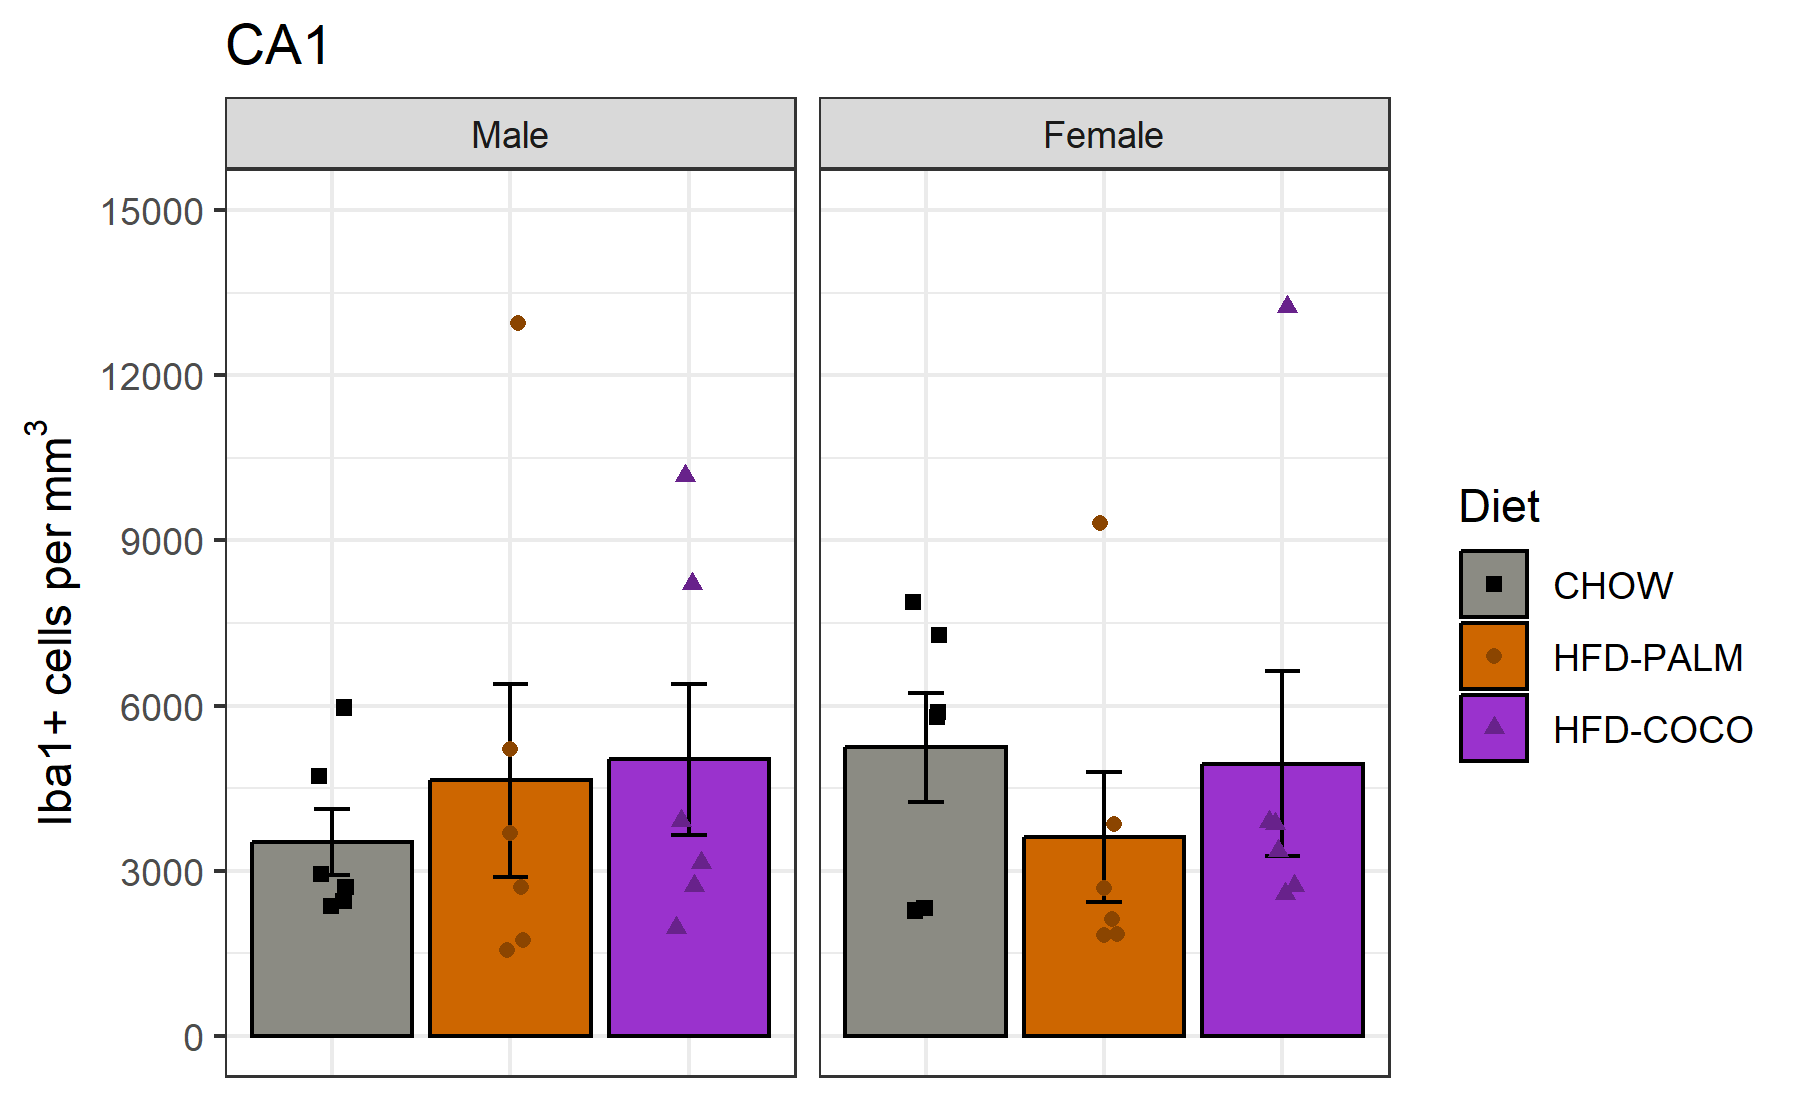 CA1
Male
Female
15000
12000
9000
6000
3000
0
Iba1+ cells per mm³
Diet
CHOW
HFD-PALM
HFD-COCO